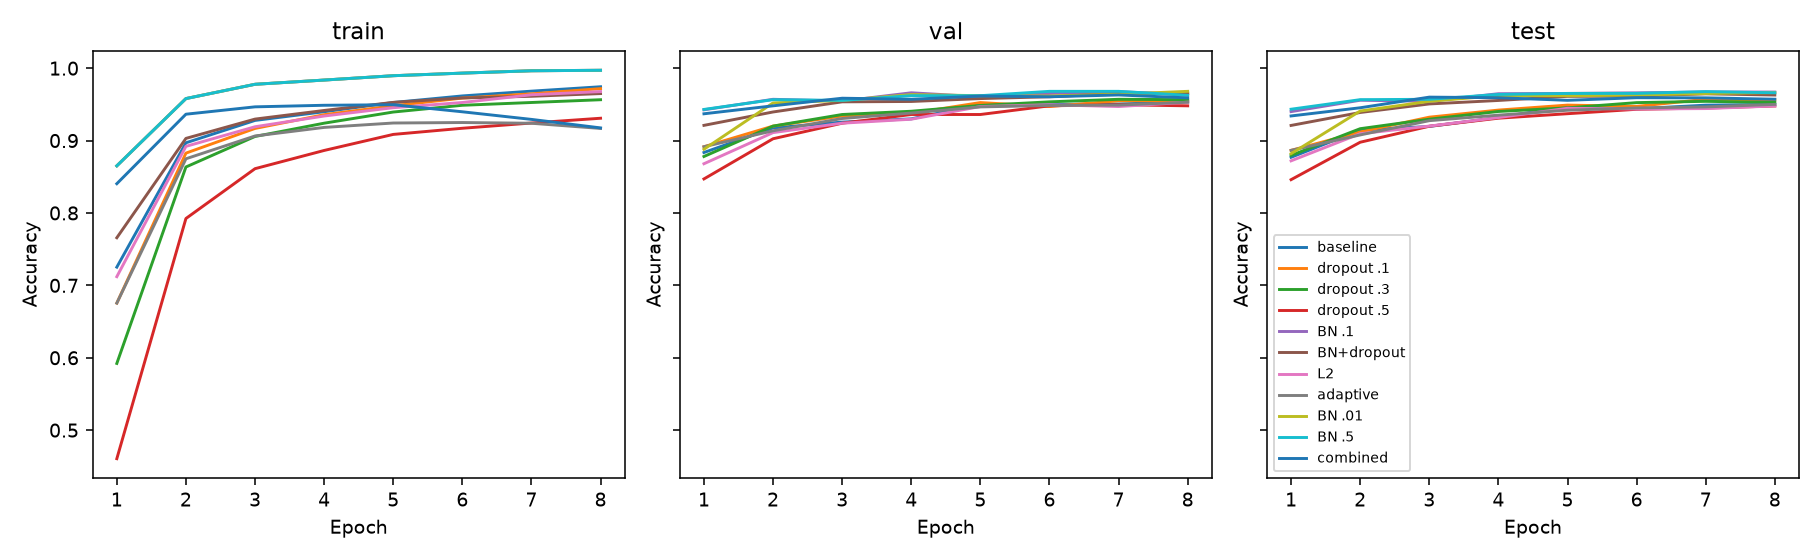 train
val
test
Accuracy
1.0
0.9
0.8
0.7
0.6
0.5
1 2 3 4 5 6 7 8
Epoch
Accuracy
1 2 3 4 5 6 7 8
Epoch
Accuracy
baseline
dropout .1
dropout .3
dropout .5
BN .1
BN+dropout
L2
adaptive
BN .01
BN .5
combined
1 2 3 4 5 6 7 8
Epoch